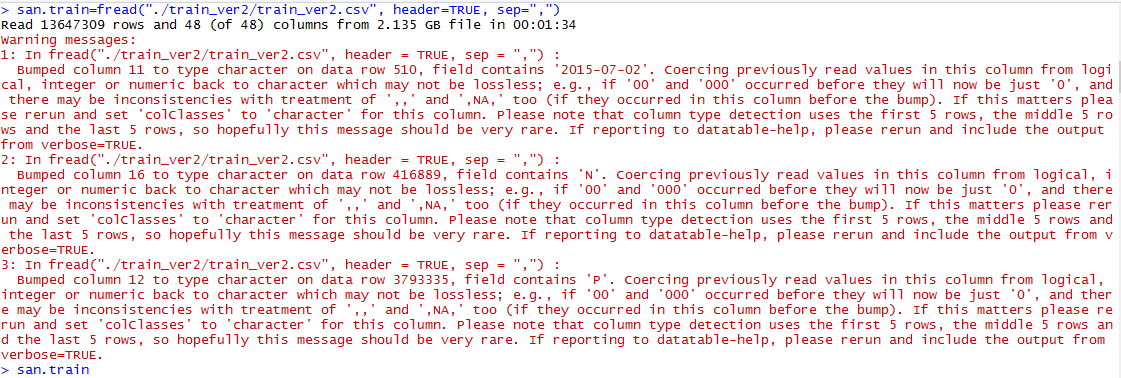 > san.train=fread("./train_ver2/train_ver2.csv", header=TRUE, sep=",")
Read 13647309 rows and 48 (of 48) columns from 2.135 GB file in 00:01:34
Warning messages:
1: In fread("./train_ver2/train_ver2.csv", header = TRUE, sep = ",") :
  Bumped column 11 to type character on data row 510, field contains '2015-07-02'. Coercing previously read values in this column from logi
cal, integer or numeric back to character which may not be lossless; e.g., if '00' and '000' occurred before they will now be just '0', and
 there may be inconsistencies with treatment of ',,' and ',NA,' too (if they occurred in this column before the bump). If this matters plea
se rerun and set 'colClasses' to 'character' for this column. Please note that column type detection uses the first 5 rows, the middle 5 ro
ws and the last 5 rows, so hopefully this message should be very rare. If reporting to datatable-help, please rerun and include the output
from verbose=TRUE.
2: In fread("./train_ver2/train_ver2.csv", header = TRUE, sep = ",") :
  Bumped column 16 to type character on data row 416889, field contains 'N'. Coercing previously read values in this column from logical, i
nteger or numeric back to character which may not be lossless; e.g., if '00' and '000' occurred before they will now be just '0', and there
 may be inconsistencies with treatment of ',,' and ',NA,' too (if they occurred in this column before the bump). If this matters please rer
un and set 'colClasses' to 'character' for this column. Please note that column type detection uses the first 5 rows, the middle 5 rows and
 the last 5 rows, so hopefully this message should be very rare. If reporting to datatable-help, please rerun and include the output from v
erbose=TRUE.
3: In fread("./train_ver2/train_ver2.csv", header = TRUE, sep = ",") :
  Bumped column 12 to type character on data row 3793335, field contains 'P'. Coercing previously read values in this column from logical,
integer or numeric back to character which may not be lossless; e.g., if '00' and '000' occurred before they will now be just '0', and ther
e may be inconsistencies with treatment of ',,' and ',NA,' too (if they occurred in this column before the bump). If this matters please re
run and set 'colClasses' to 'character' for this column. Please note that column type detection uses the first 5 rows, the middle 5 rows an
d the last 5 rows, so hopefully this message should be very rare. If reporting to datatable-help, please rerun and include the output from
verbose=TRUE.
> san.train